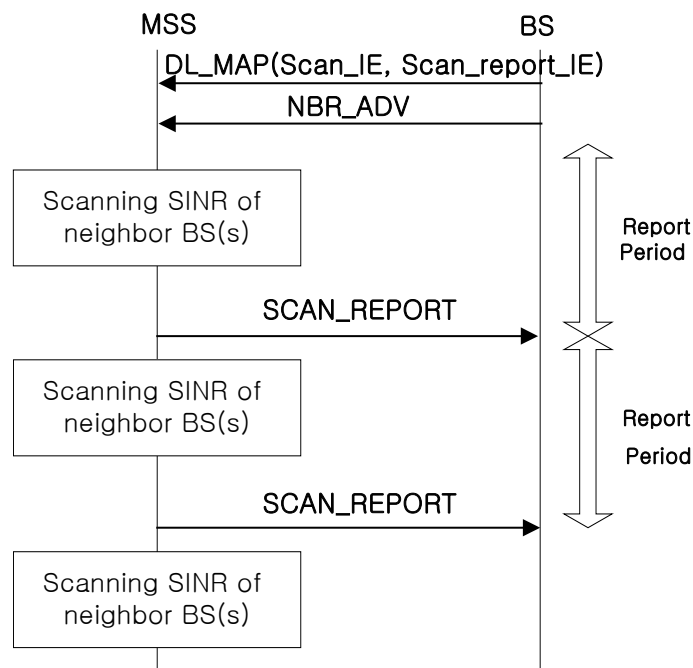 MSS
BS
DL_MAP(Scan_IE, Scan_report_IE)
NBR_ADV
Scanning SINR of
neighbor BS(s)
Report
Period
SCAN_REPORT
Scanning SINR of
neighbor BS(s)
Report
Period
SCAN_REPORT
Scanning SINR of
neighbor BS(s)